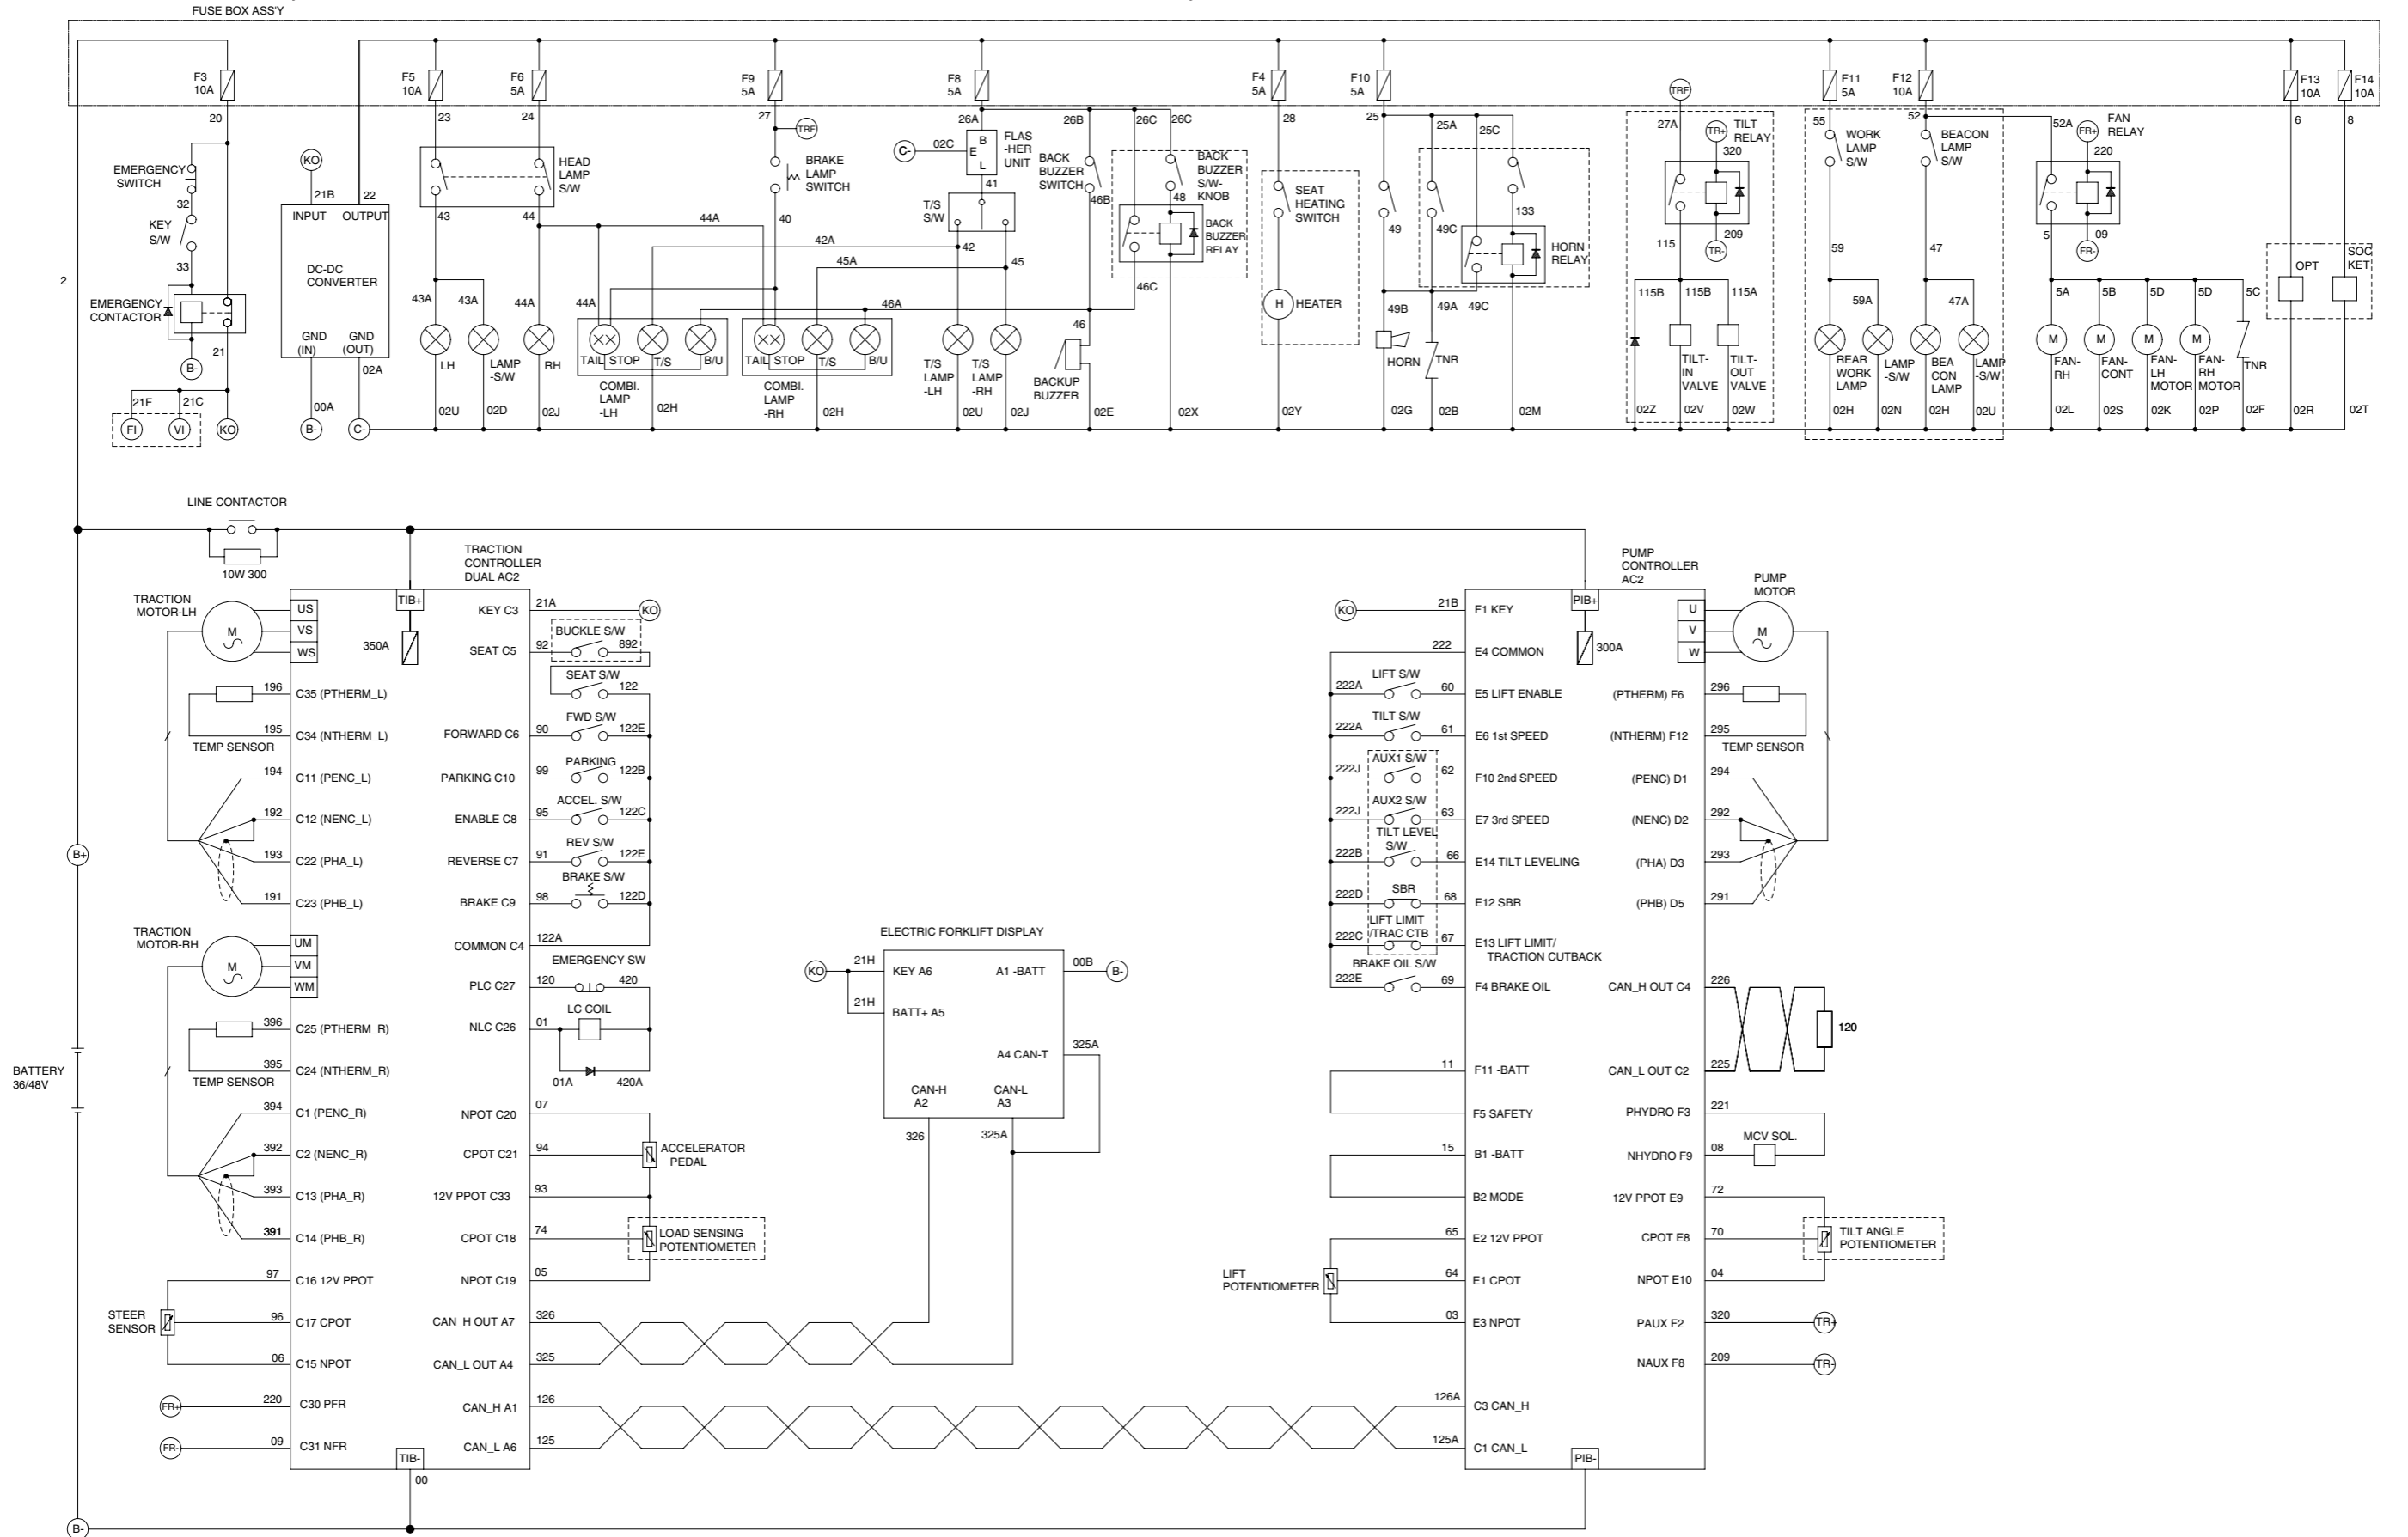 FUSE BOX ASS'Y
F3
10A
F5
10A
F6
5A
F9
5A
F8
5A
F4
5A
F10
5A
TRF
F11
5A
F12
10A
F13
10A
F14
10A
20
23
24
27
TRF
26A
26B
26C
26C
28
25
25A
25C
27A
55
52
52A
6
8
EMERGENCY
SWITCH
32
KEY
S/W
33
EMERGENCY
CONTACTOR
B-
21
21F
21C
FI
VI
KO
KO
21B
22
INPUT
OUTPUT
DC-DC
CONVERTER
GND
(IN)
GND
(OUT)
00A
02A
B-
C-
HEAD
LAMP
S/W
43
44
43A
43A
44A
LH
LAMP
-S/W
RH
02U
02D
02J
44A
44A
TAIL
STOP
T/S
B/U
COMBI.
LAMP
-LH
02H
BRAKE
LAMP
SWITCH
40
42A
45A
46A
TAIL
STOP
T/S
B/U
COMBI.
LAMP
-RH
02H
C-
02C
B
E
L
FLAS
-HER
UNIT
41
T/S
S/W
42
45
T/S
LAMP
-LH
T/S
LAMP
-RH
02U
02J
BACK
BUZZER
SWITCH
46B
46
BACKUP
BUZZER
02E
BACK
BUZZER
S/W-
KNOB
48
BACK
BUZZER
RELAY
46C
02X
SEAT
HEATING
SWITCH
H
HEATER
02Y
49
49C
49B
49A
49C
HORN
TNR
02G
02B
133
HORN
RELAY
02M
TR+
TILT
RELAY
320
115
209
TR-
115B
115B
115A
TILT-
IN
VALVE
TILT-
OUT
VALVE
02Z
02V
02W
WORK
LAMP
S/W
BEACON
LAMP
S/W
59
47
59A
47A
REAR
WORK
LAMP
LAMP
-S/W
BEA
CON
LAMP
LAMP
-S/W
02H
02N
02H
02U
FR+
FAN
RELAY
220
5
09
FR-
5A
5B
5D
5D
5C
M
M
M
M
FAN-
RH
FAN-
CONT
FAN-
LH
MOTOR
FAN-
RH
MOTOR
TNR
02L
02S
02K
02P
02F
OPT
SOC
KET
02R
02T
2
B+
BATTERY
36/48V
B-
LINE CONTACTOR
10W 300
TRACTION
CONTROLLER
DUAL AC2
TRACTION
MOTOR-LH
M
US
VS
WS
TIB+
350A
196
C35 (PTHERM_L)
195
C34 (NTHERM_L)
TEMP SENSOR
194
C11 (PENC_L)
192
C12 (NENC_L)
193
C22 (PHA_L)
191
C23 (PHB_L)
TRACTION
MOTOR-RH
M
UM
VM
WM
396
C25 (PTHERM_R)
395
C24 (NTHERM_R)
TEMP SENSOR
394
C1 (PENC_R)
392
C2 (NENC_R)
393
C13 (PHA_R)
391
C14 (PHB_R)
97
C16 12V PPOT
STEER
SENSOR
96
C17 CPOT
06
C15 NPOT
FR+
220
C30 PFR
FR-
09
C31 NFR
TIB-
00
KEY C3
21A
KO
BUCKLE S/W
SEAT C5
92
892
SEAT S/W
122
FWD S/W
FORWARD C6
90
122E
PARKING
PARKING C10
99
122B
ACCEL. S/W
ENABLE C8
95
122C
REV S/W
REVERSE C7
91
122E
BRAKE S/W
BRAKE C9
98
122D
COMMON C4
122A
EMERGENCY SW
PLC C27
120
420
LC COIL
NLC C26
01
01A
420A
NPOT C20
07
CPOT C21
94
ACCELERATOR
PEDAL
12V PPOT C33
93
CPOT C18
74
LOAD SENSING
POTENTIOMETER
NPOT C19
05
CAN_H OUT A7
326
CAN_L OUT A4
325
CAN_H A1
126
CAN_L A6
125
ELECTRIC FORKLIFT DISPLAY
KO
21H
KEY A6
A1 -BATT
00B
B-
21H
BATT+ A5
A4 CAN-T
325A
CAN-H
A2
CAN-L
A3
326
325A
PUMP
CONTROLLER
AC2
PUMP
MOTOR
KO
21B
F1 KEY
PIB+
300A
U
V
W
M
222
E4 COMMON
LIFT S/W
222A
60
E5 LIFT ENABLE
TILT S/W
222A
61
E6 1st SPEED
AUX1 S/W
222J
62
F10 2nd SPEED
AUX2 S/W
222J
63
E7 3rd SPEED
TILT LEVEL
S/W
222B
66
E14 TILT LEVELING
SBR
222D
68
E12 SBR
LIFT LIMIT
/TRAC CTB
222C
67
E13 LIFT LIMIT/
TRACTION CUTBACK
BRAKE OIL S/W
222E
69
F4 BRAKE OIL
11
F11 -BATT
F5 SAFETY
15
B1 -BATT
B2 MODE
65
E2 12V PPOT
LIFT
POTENTIOMETER
64
E1 CPOT
03
E3 NPOT
126A
C3 CAN_H
125A
C1 CAN_L
PIB-
(PTHERM) F6
296
(NTHERM) F12
295
TEMP SENSOR
(PENC) D1
294
(NENC) D2
292
(PHA) D3
293
(PHB) D5
291
CAN_H OUT C4
226
120
CAN_L OUT C2
225
PHYDRO F3
221
MCV SOL.
NHYDRO F9
08
12V PPOT E9
72
CPOT E8
70
TILT ANGLE
POTENTIOMETER
NPOT E10
04
PAUX F2
320
TR+
NAUX F8
209
TR-